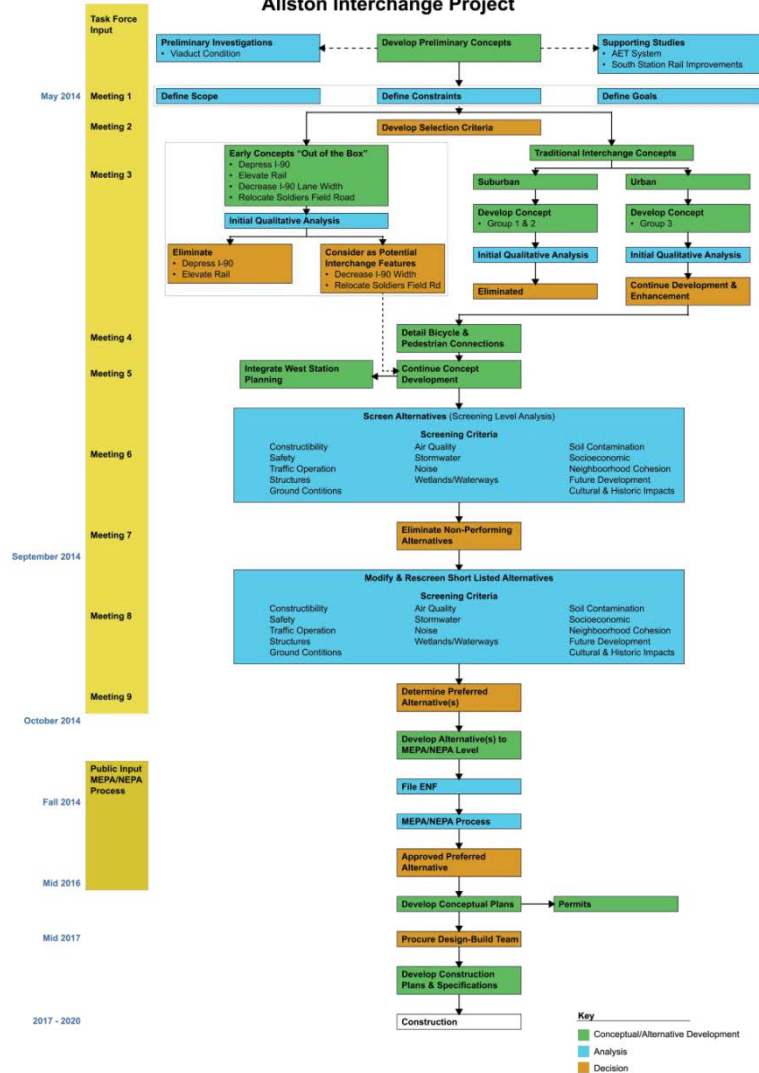 Allston Interchange Project
Task Force
Input
Preliminary Investigations
• Viaduct Condition
Develop Preliminary Concepts
Supporting Studies
• AET System
• South Station Rail Improvements
May 2014
Meeting 1
Define Scope
Define Constraints
Define Goals
Meeting 2
Develop Selection Criteria
Meeting 3
Early Concepts "Out of the Box"
• Depress I-90
• Elevate Rail
• Decrease I-90 Lane Width
• Relocate Soldiers Field Road
Traditional Interchange Concepts
Suburban
Urban
Develop Concept
• Group 1 & 2
Develop Concept
• Group 3
Initial Qualitative Analysis
Initial Qualitative Analysis
Initial Qualitative Analysis
Eliminate
• Depress I-90
• Elevate Rail
Consider as Potential
Interchange Features
• Decrease I-90 Width
• Relocate Soldiers Field Rd
Eliminated
Continue Development &
Enhancement
Meeting 4
Detail Bicycle &
Pedestrian Connections
Meeting 5
Integrate West Station
Planning
Continue Concept
Development
Screen Alternatives (Screening Level Analysis)
Screening Criteria
Meeting 6
Constructibility
Safety
Traffic Operation
Structures
Ground Contitions
Air Quality
Stormwater
Noise
Wetlands/Waterways
Soil Contamination
Socioeconomic
Neighboorhood Cohesion
Future Development
Cultural & Historic Impacts
Meeting 7
Eliminate Non-Performing
Alternatives
September 2014
Modify & Rescreen Short Listed Alternatives
Screening Criteria
Meeting 8
Constructibility
Safety
Traffic Operation
Structures
Ground Contitions
Air Quality
Stormwater
Noise
Wetlands/Waterways
Soil Contamination
Socioeconomic
Neighboorhood Cohesion
Future Development
Cultural & Historic Impacts
Meeting 9
Determine Preferred
Alternative(s)
October 2014
Develop Alternative(s) to
MEPA/NEPA Level
Public Input
MEPA/NEPA
Process
Fall 2014
File ENF
MEPA/NEPA Process
Approved Preferred
Alternative
Mid 2016
Develop Conceptual Plans
Permits
Mid 2017
Procure Design-Build Team
Develop Construction
Plans & Specifications
2017 - 2020
Construction
Key
Conceptual/Alternative Development
Analysis
Decision